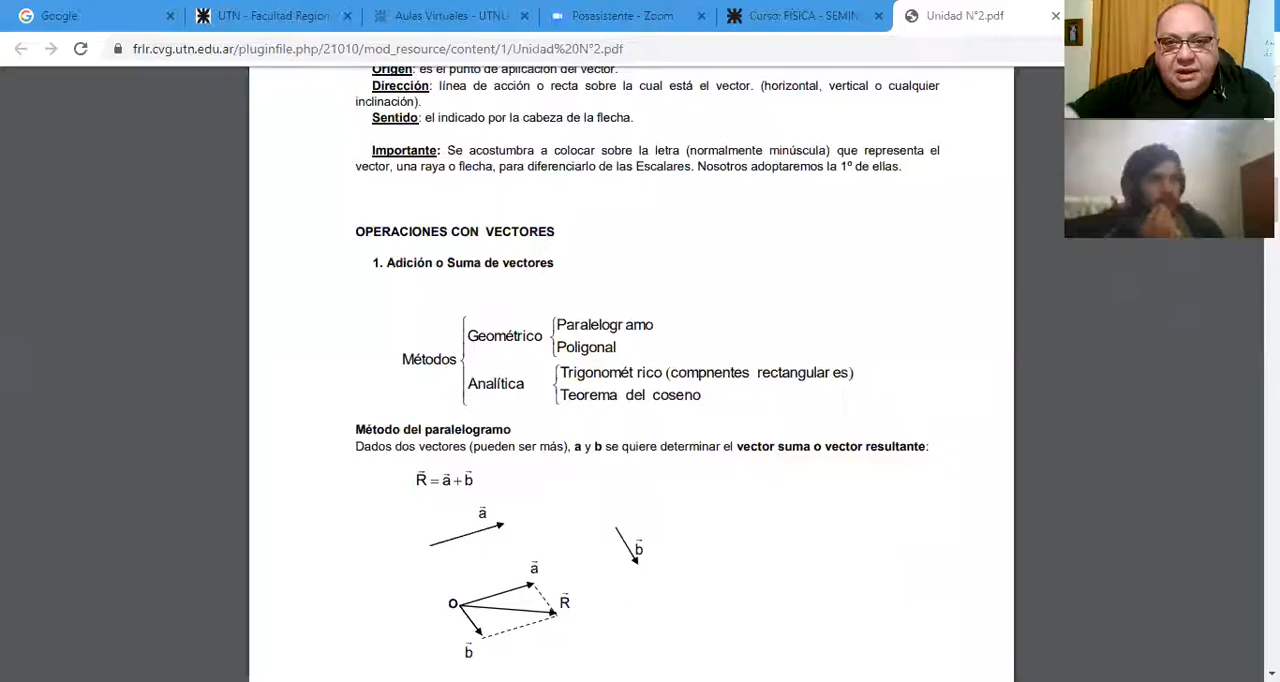 Google
UTN - Facultad Region
Aulas Virtuales - UTNL
Posasistente - Zoom
Curso: FÍSICA - SEMIN
Unidad N°2.pdf
frlr.cvg.utn.edu.ar/pluginfile.php/21010/mod_resource/content/1/Unidad%20N°2.pdf
Origen: es el punto de aplicación del vector.
Dirección: línea de acción o recta sobre la cual está el vector. (horizontal, vertical o cualquier
inclinación).
Sentido: el indicado por la cabeza de la flecha.
Importante: Se acostumbra a colocar sobre la letra (normalmente minúscula) que representa el
vector, una raya o flecha, para diferenciarlo de las Escalares. Nosotros adoptaremos la 1º de ellas.
OPERACIONES CON VECTORES
1. Adición o Suma de vectores
Métodos
Geométrico
Paralelogr amo
Poligonal
Analítica
Trigonomét rico (compnentes rectangular es)
Teorema del coseno
Método del paralelogramo
Dados dos vectores (pueden ser más), a y b se quiere determinar el vector suma o vector resultante:
R⃗ = a⃗ + b⃗
a⃗
b⃗
a⃗
O
R⃗
b⃗